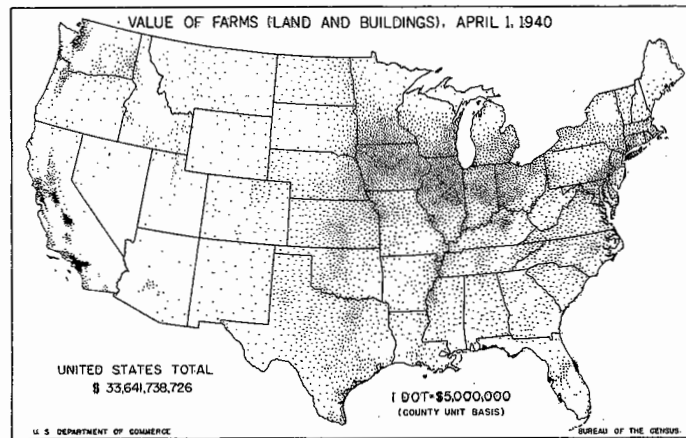 VALUE OF FARMS (LAND AND BUILDINGS), APRIL 1, 1940
UNITED STATES TOTAL
$ 33,641,738,726
1 DOT=$5,000,000
(COUNTY UNIT BASIS)
U. S. DEPARTMENT OF COMMERCE
BUREAU OF THE CENSUS.